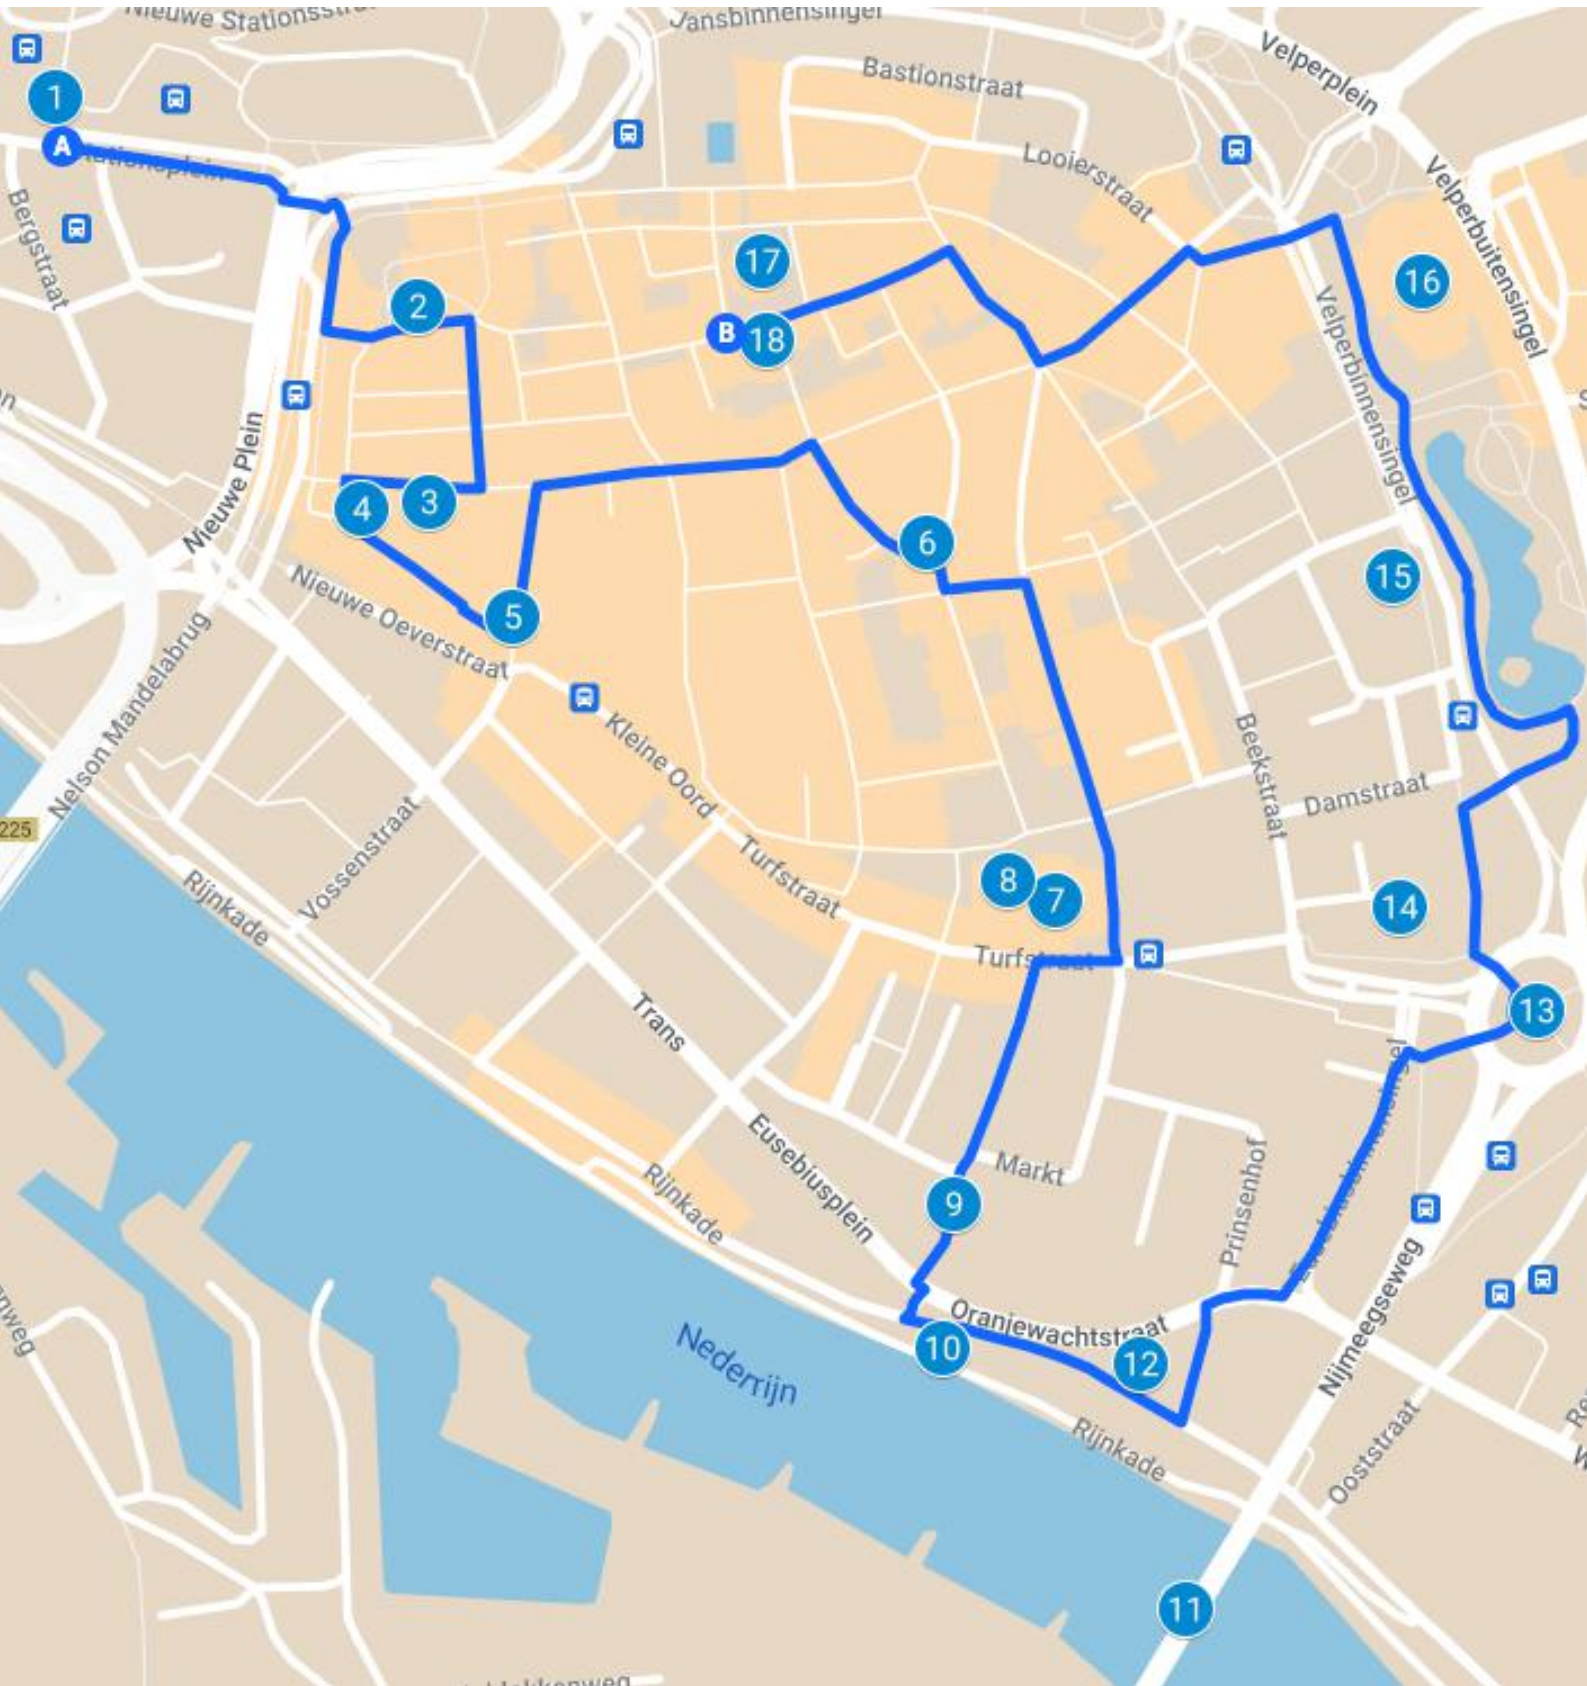 Nieuwe
Jansbinnensingel
Velperplein
Bastionstraat
1
A
Looierstraat
Velperbuitensingel
Bergstraat
17
16
2
B
18
Velperbinnensingel
Nieuwe Plein
3
4
6
15
Nieuwe Oeverstraat
5
Nelson Mandelabrug
Kleine Oord
Beekstraat
Damstraat
225
Vossenstraat
Turfstraat
8
7
14
Rijnkade
Turfstraat
13
Trans
Eusebiusplein
Markt
Prinsenhof
Rijnkade
9
Nijmeegseweg
Oranjewachtstraat
10
12
Nederrijn
Rijnkade
Ooststraat
11